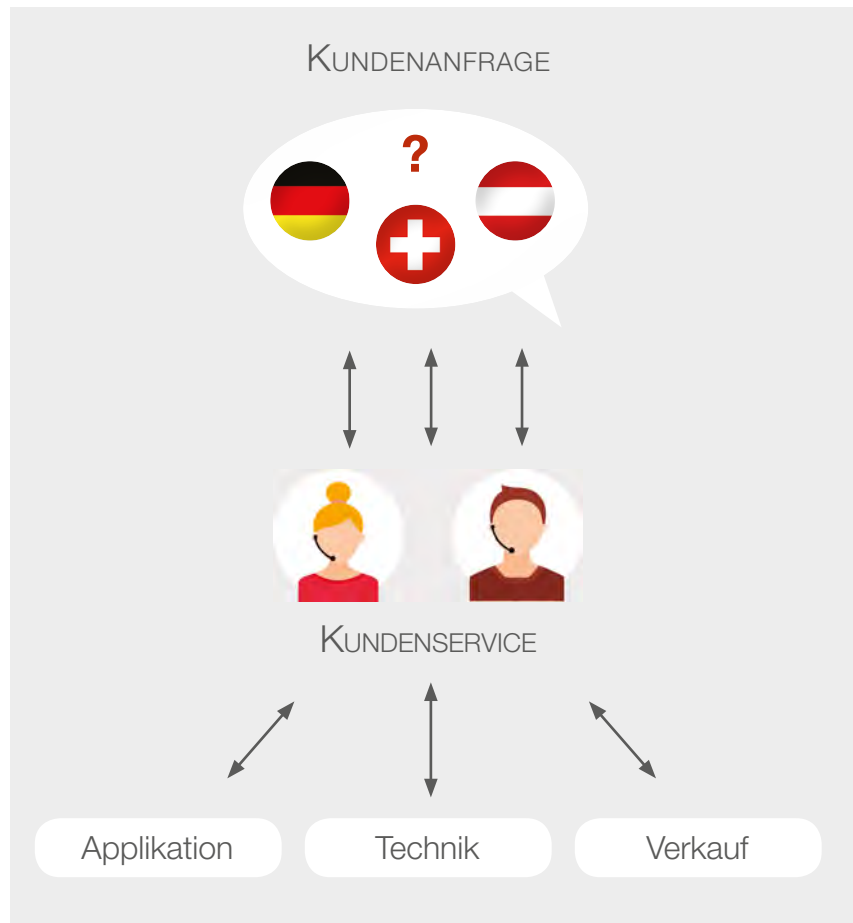 KUNDENANFRAGE
?
KUNDENSERVICE
Applikation
Technik
Verkauf